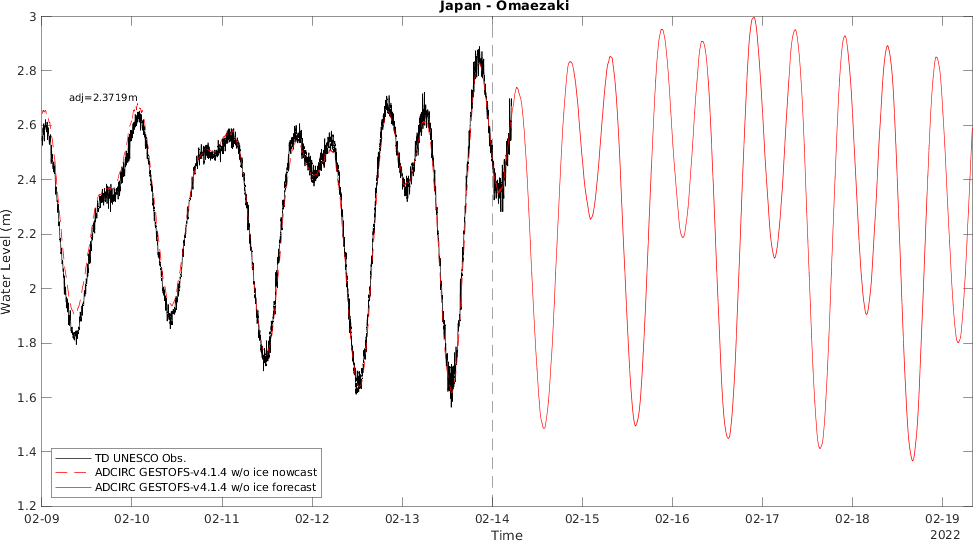 Japan - Omaezaki
3
2.8
2.6
2.4
2.2
2
1.8
1.6
1.4
1.2
Water Level (m)
adj=2.3719m
TD UNESCO Obs.
ADCIRC GESTOFS-v4.1.4 w/o ice nowcast
ADCIRC GESTOFS-v4.1.4 w/o ice forecast
02-09 02-10 02-11 02-12 02-13 02-14 02-15 02-16 02-17 02-18 02-19
Time
2022